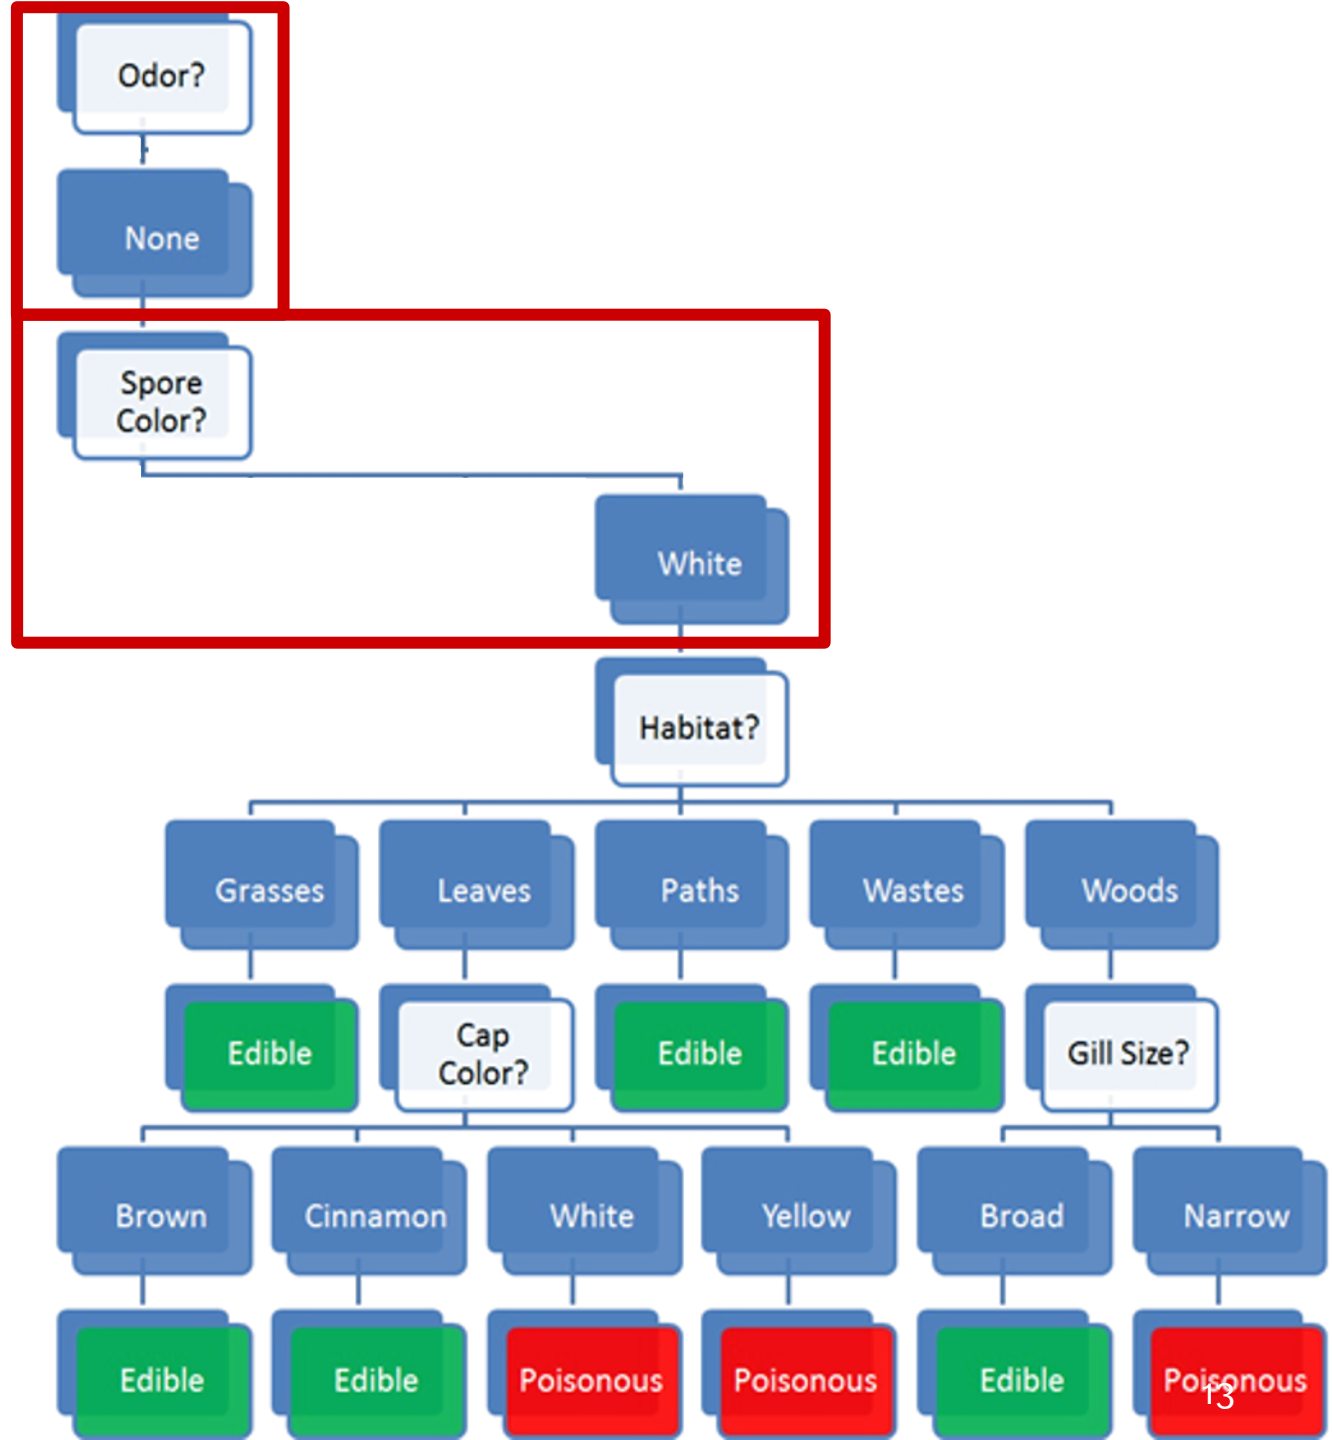 Odor?
None
Spore
Color?
White
Habitat?
Grasses
Leaves
Paths
Wastes
Woods
Edible
Cap
Color?
Edible
Edible
Gill Size?
Brown
Cinnamon
White
Yellow
Broad
Narrow
Edible
Edible
Poisonous
Poisonous
Edible
Poisonous
13